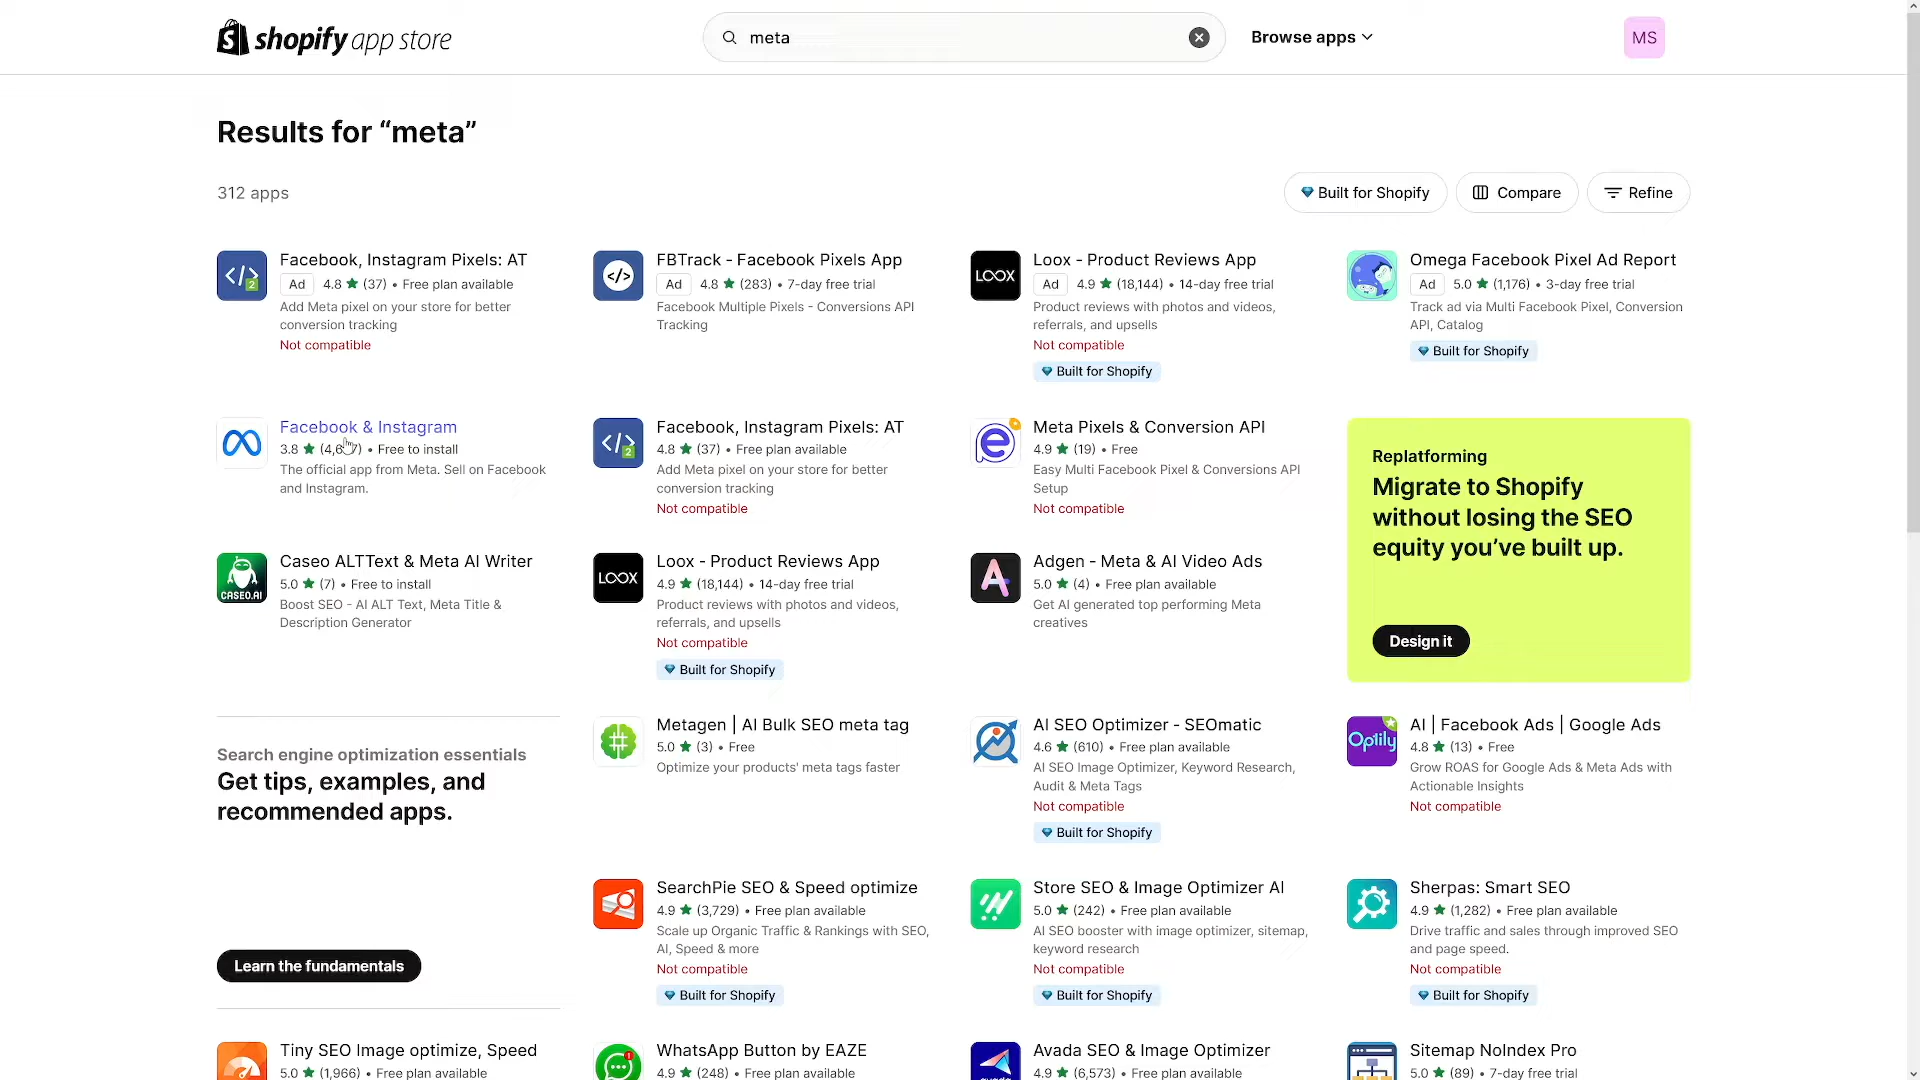 shopify app store
meta
Browse apps
MS
Results for “meta”
312 apps
Built for Shopify
Compare
Refine
Facebook, Instagram Pixels: AT
Ad 4.8 ★ (37) • Free plan available
Add Meta pixel on your store for better
conversion tracking
Not compatible
FBTrack - Facebook Pixels App
Ad 4.8 ★ (283) • 7-day free trial
Facebook Multiple Pixels - Conversions API
Tracking
LOOX
Loox - Product Reviews App
Ad 4.9 ★ (18,144) • 14-day free trial
Product reviews with photos and videos,
referrals, and upsells
Not compatible
Built for Shopify
Omega Facebook Pixel Ad Report
Ad 5.0 ★ (1,176) • 3-day free trial
Track ad via Multi Facebook Pixel, Conversion
API, Catalog
Built for Shopify
Facebook & Instagram
3.8 ★ • Free to install
The official app from Meta. Sell on Facebook
and Instagram.
Facebook, Instagram Pixels: AT
4.8 ★ (37) • Free plan available
Add Meta pixel on your store for better
conversion tracking
Not compatible
Meta Pixels & Conversion API
4.9 ★ (19) • Free
Easy Multi Facebook Pixel & Conversions API
Setup
Not compatible
Replatforming
Migrate to Shopify
without losing the SEO
equity you’ve built up.
Design it
CASEO.AI
Caseo ALTText & Meta AI Writer
5.0 ★ (7) • Free to install
Boost SEO - AI ALT Text, Meta Title &
Description Generator
LOOX
Loox - Product Reviews App
4.9 ★ (18,144) • 14-day free trial
Product reviews with photos and videos,
referrals, and upsells
Not compatible
Built for Shopify
Adgen - Meta & AI Video Ads
5.0 ★ (4) • Free plan available
Get AI generated top performing Meta
creatives
Search engine optimization essentials
Get tips, examples, and
recommended apps.
Learn the fundamentals
Metagen | AI Bulk SEO meta tag
5.0 ★ (3) • Free
Optimize your products' meta tags faster
AI SEO Optimizer - SEOmatic
4.6 ★ (610) • Free plan available
AI SEO Image Optimizer, Keyword Research,
Audit & Meta Tags
Not compatible
Built for Shopify
Optily
AI | Facebook Ads | Google Ads
4.8 ★ (13) • Free
Grow ROAS for Google Ads & Meta Ads with
Actionable Insights
Not compatible
SearchPie SEO & Speed optimize
4.9 ★ (3,729) • Free plan available
Scale up Organic Traffic & Rankings with SEO,
AI, Speed & more
Not compatible
Built for Shopify
Store SEO & Image Optimizer AI
5.0 ★ (242) • Free plan available
AI SEO booster with image optimizer, sitemap,
keyword research
Not compatible
Built for Shopify
Sherpas: Smart SEO
4.9 ★ (1,282) • Free plan available
Drive traffic and sales through improved SEO
and page speed.
Not compatible
Built for Shopify
Tiny SEO Image optimize, Speed
5.0 ★ (1,966) • Free plan available
WhatsApp Button by EAZE
4.9 ★ (248) • Free plan available
Avada SEO & Image Optimizer
4.9 ★ (6,573) • Free plan available
Sitemap NoIndex Pro
5.0 ★ (89) • 7-day free trial